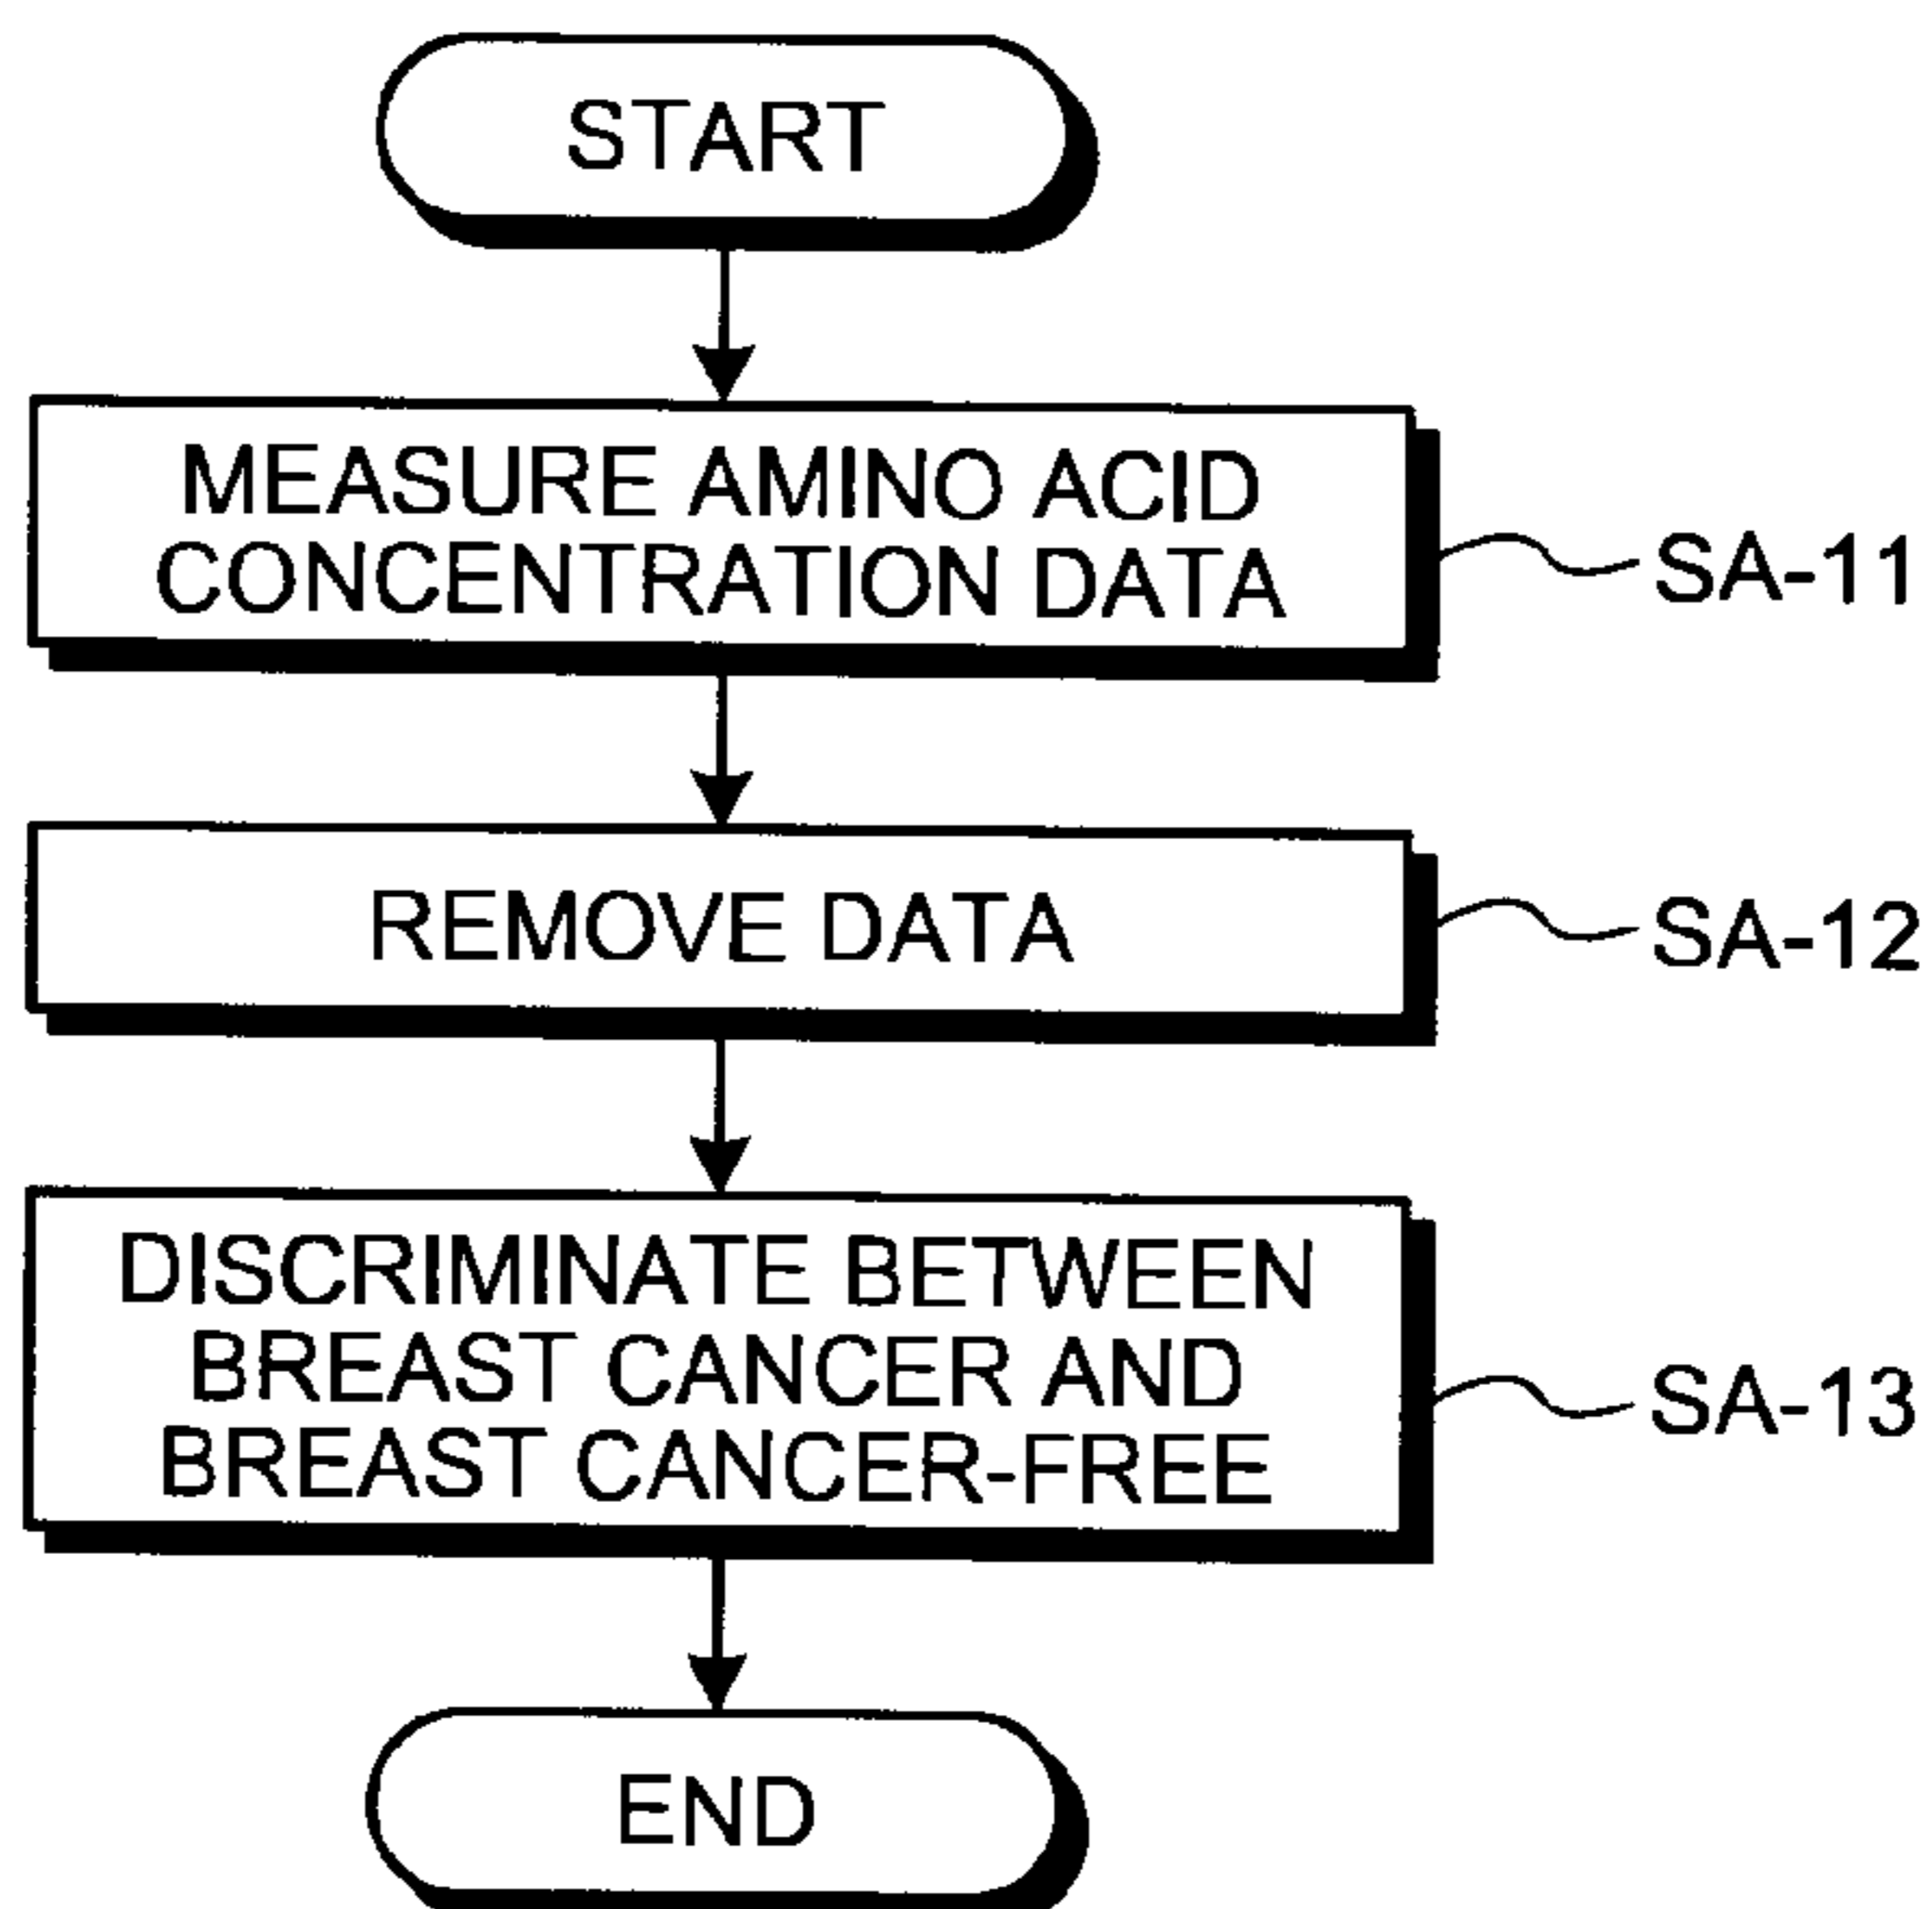 START
MEASURE AMINO ACID
CONCENTRATION DATA
SA-11
REMOVE DATA
SA-12
DISCRIMINATE BETWEEN
BREAST CANCER AND
BREAST CANCER-FREE
SA-13
END